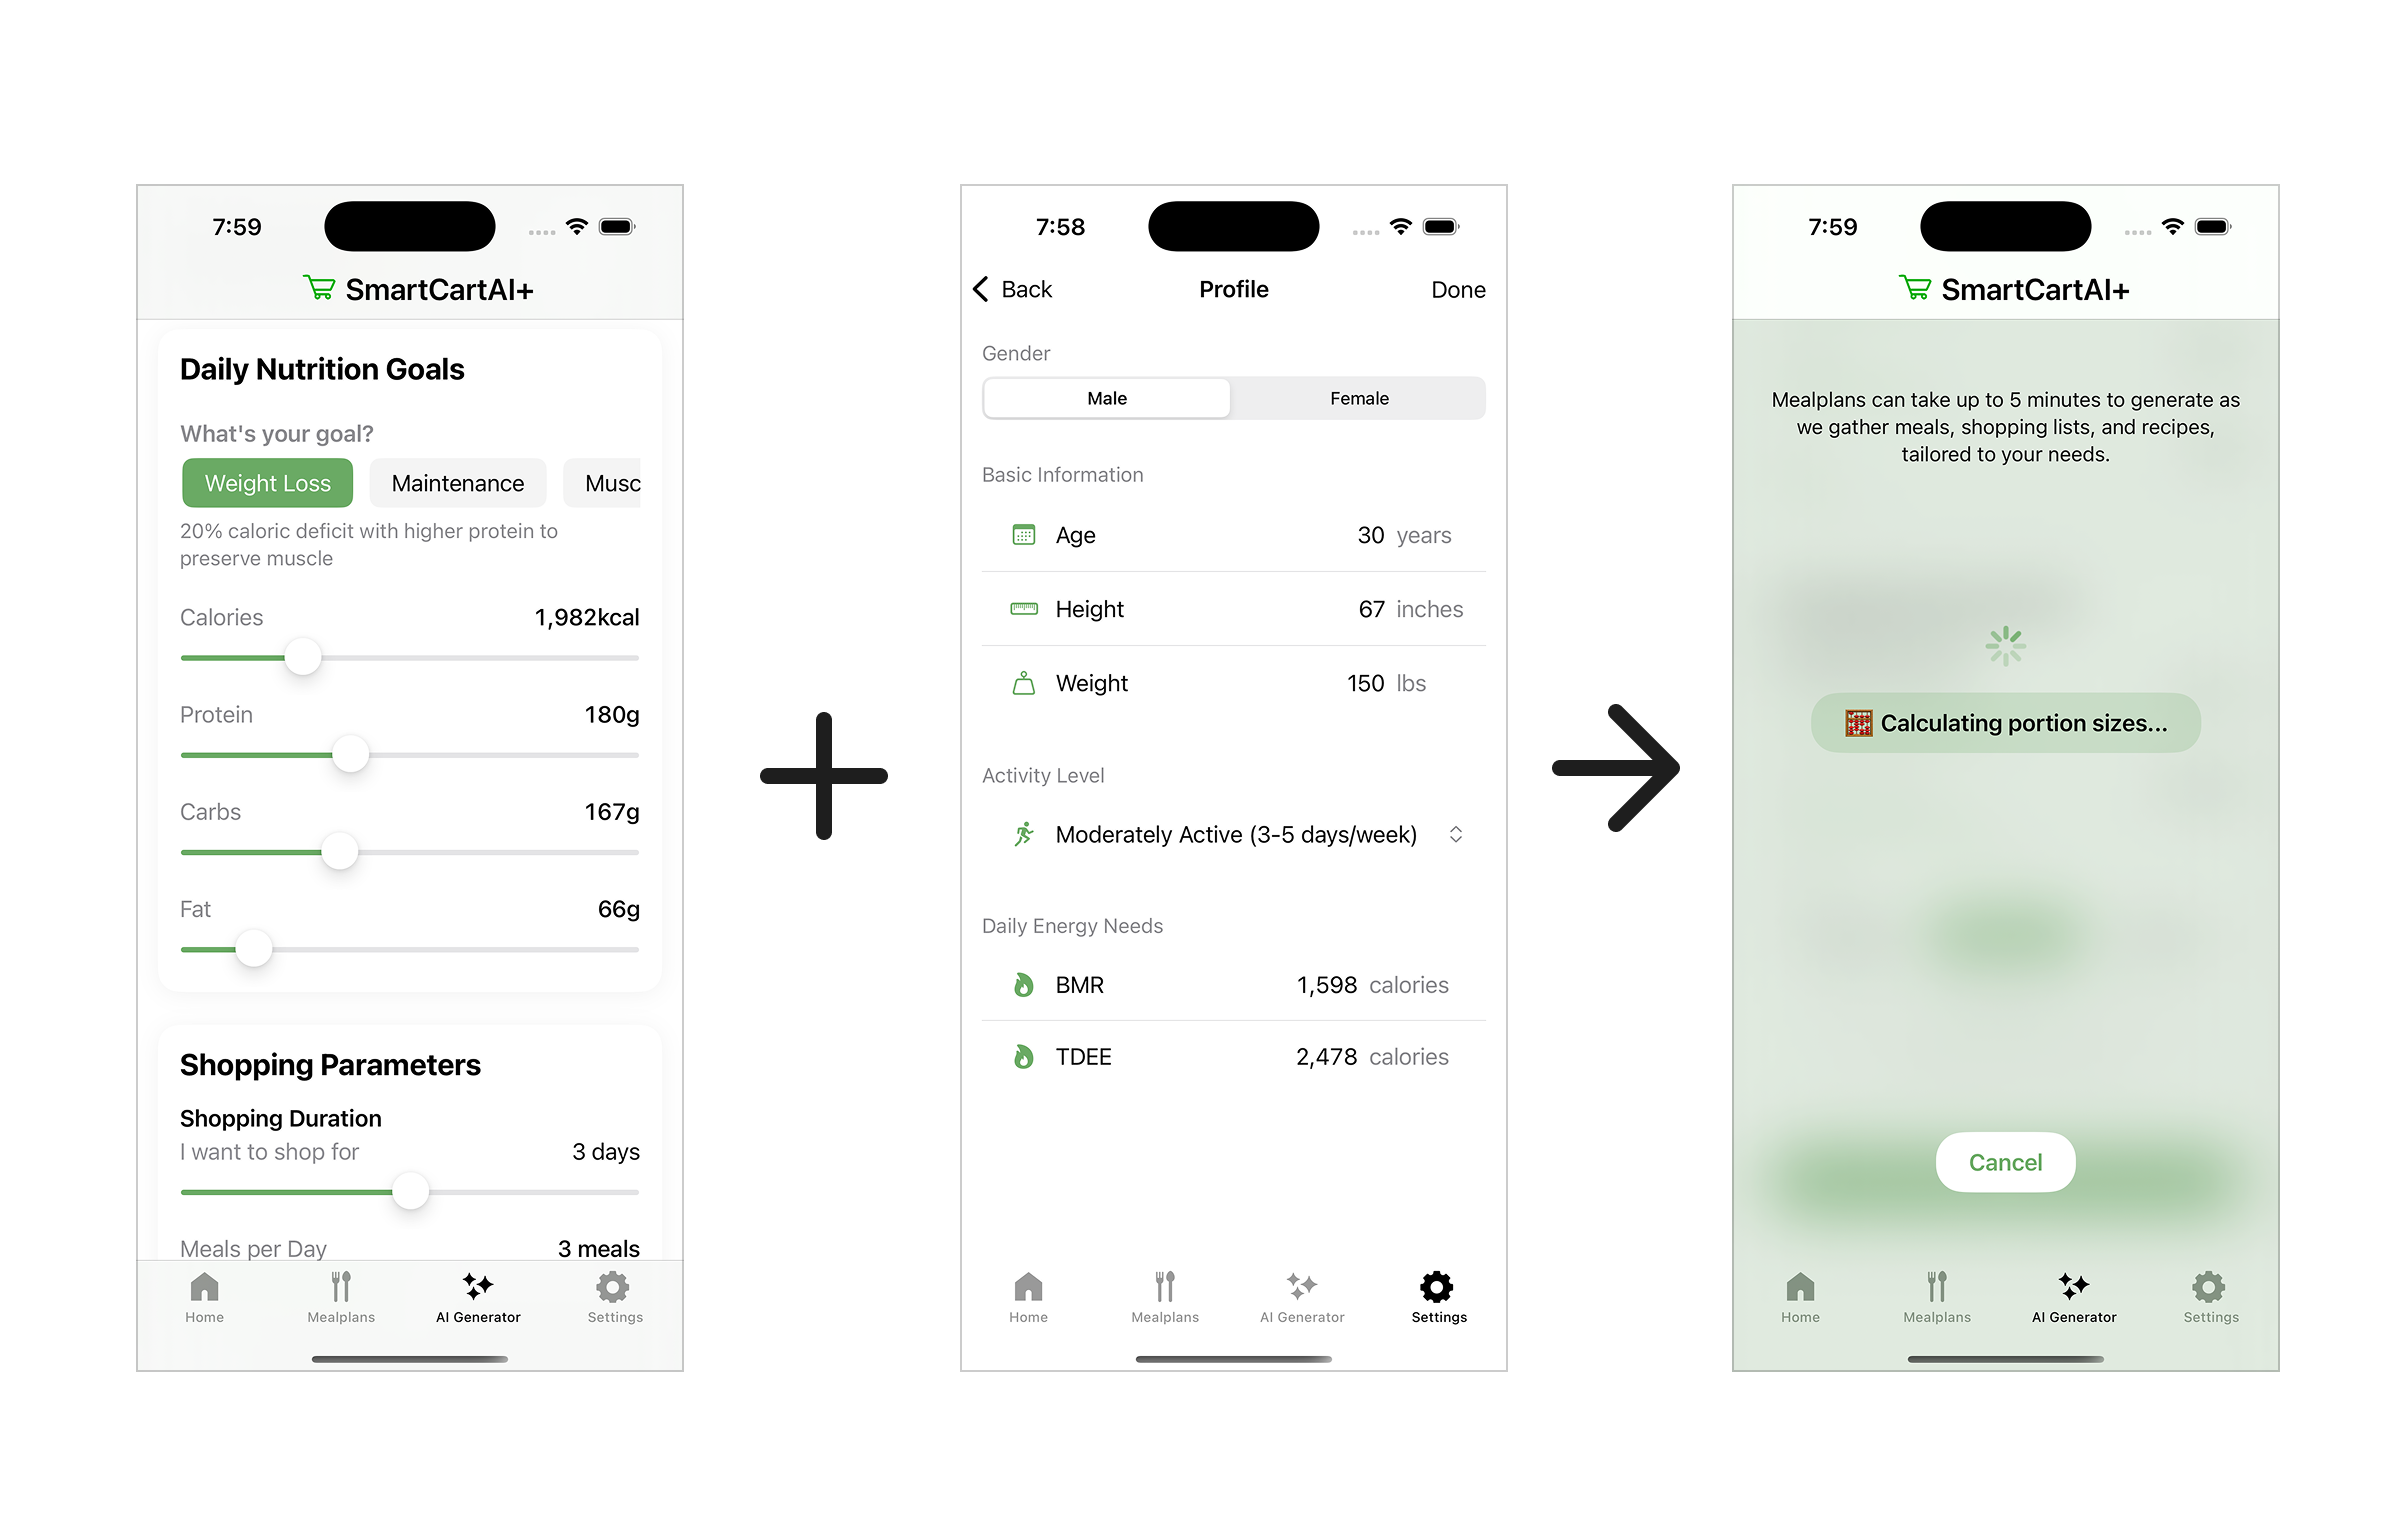 7:59
SmartCartAI+
Daily Nutrition Goals
What's your goal?
Weight Loss Maintenance Musc
20% caloric deficit with higher protein to
preserve muscle
Calories 1,982kcal
Protein 180g
Carbs 167g
Fat 66g
Shopping Parameters
Shopping Duration
I want to shop for 3 days
Meals per Day 3 meals
Home Mealplans AI Generator Settings
7:58
Back Profile Done
Gender
Male Female
Basic Information
Age 30 years
Height 67 inches
Weight 150 lbs
Activity Level
Moderately Active (3-5 days/week)
Daily Energy Needs
BMR 1,598 calories
TDEE 2,478 calories
Home Mealplans AI Generator Settings
7:59
SmartCartAI+
Mealplans can take up to 5 minutes to generate as
we gather meals, shopping lists, and recipes,
tailored to your needs.
Calculating portion sizes...
Cancel
Home Mealplans AI Generator Settings